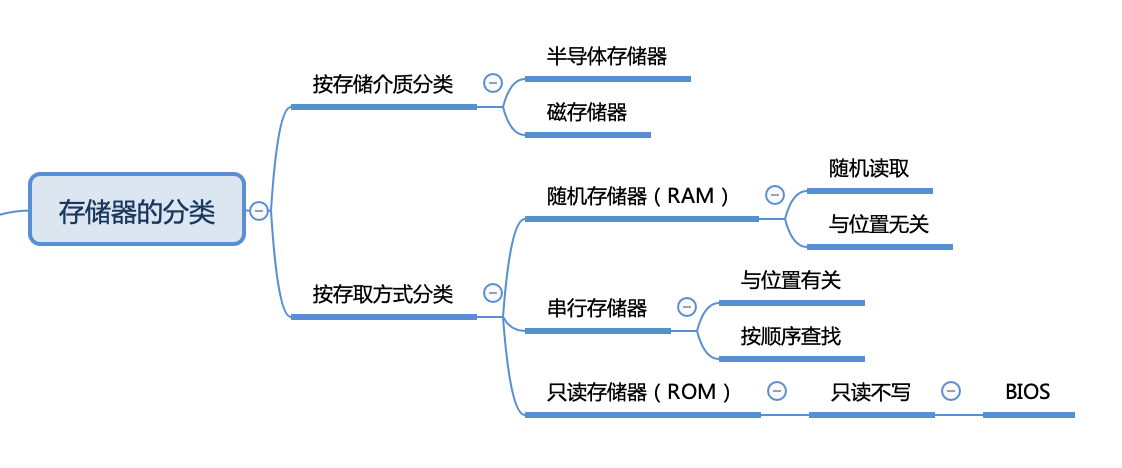 存储器的分类
按存储介质分类
半导体存储器
磁存储器
按存取方式分类
随机存储器（RAM）
随机读取
与位置无关
串行存储器
与位置有关
按顺序查找
只读存储器（ROM）
只读不写
BIOS